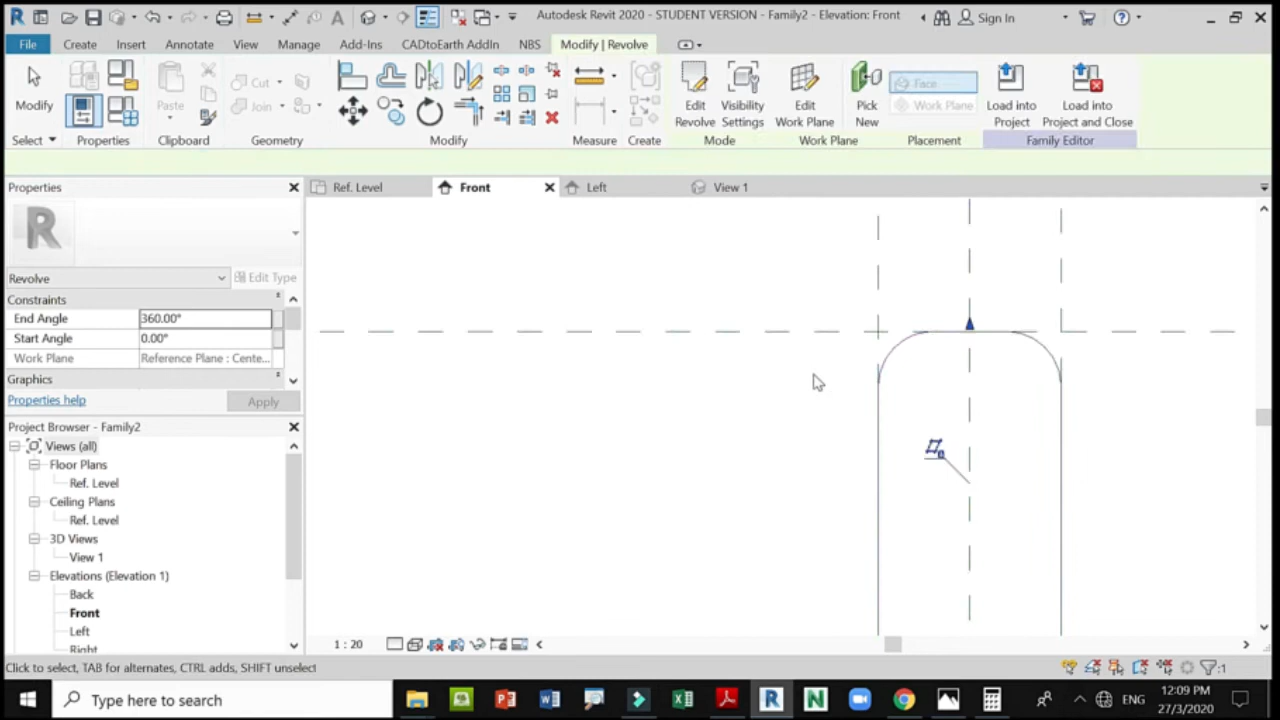 Autodesk Revit 2020 - STUDENT VERSION - Family2 - Elevation: Front
Sign In
File Create Insert Annotate View Manage Add-Ins CADtoEarth AddIn NBS Modify | Revolve
Modify
Paste
Cut
Join
Edit Revolve
Visibility Settings
Edit Work Plane
Pick New
Face
Work Plane
Load into Project
Load into Project and Close
Select Properties Clipboard Geometry Modify Measure Create Mode Work Plane Placement Family Editor
Properties
Ref. Level Front Left View 1
Revolve
Edit Type
Constraints
End Angle 360.00°
Start Angle 0.00°
Work Plane Reference Plane : Cente...
Graphics
Properties help
Apply
Project Browser - Family2
Views (all)
Floor Plans
Ref. Level
Ceiling Plans
Ref. Level
3D Views
View 1
Elevations (Elevation 1)
Back
Front
Left
Right
1 : 20
Click to select, TAB for alternates, CTRL adds, SHIFT unselect
:1
Type here to search
ENG
12:09 PM
27/3/2020